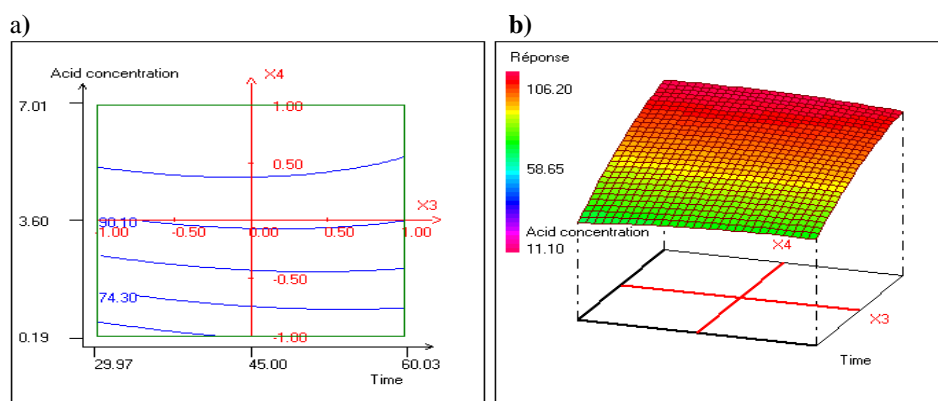 a)
b)
Acid concentration
X4
7.01
1.00
0.50
X3
3.60
90.10
-1.00
-0.50
0.00
0.50
1.00
-0.50
74.30
0.19
-1.00
29.97
45.00
60.03
Time
Réponse
106.20
58.65
Acid concentration
11.10
X4
X3
Time